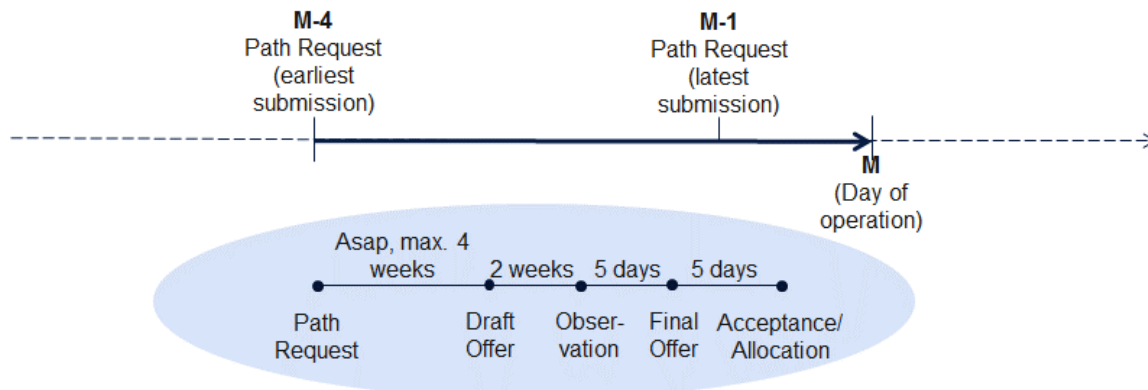 M-4
Path Request
(earliest
submission)
M-1
Path Request
(latest
submission)
M
(Day of
operation)
Asap, max. 4
weeks
2 weeks
5 days
5 days
Path
Request
Draft
Offer
Obser-
vation
Final
Offer
Acceptance/
Allocation